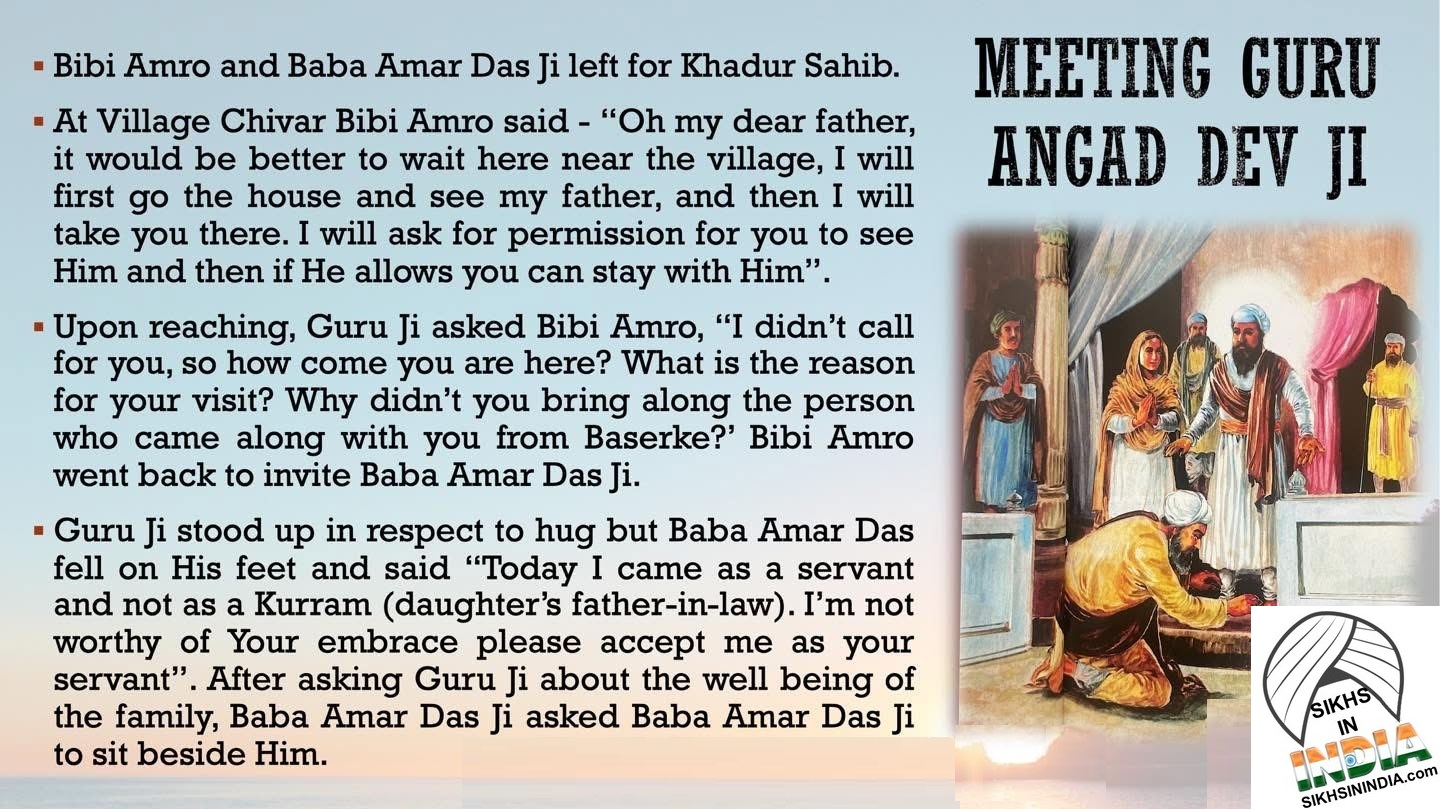 MEETING GURU
ANGAD DEV JI
▪ Bibi Amro and Baba Amar Das Ji left for Khadur Sahib.
▪ At Village Chivar Bibi Amro said - “Oh my dear father,
it would be better to wait here near the village, I will
first go the house and see my father, and then I will
take you there. I will ask for permission for you to see
Him and then if He allows you can stay with Him”.
▪ Upon reaching, Guru Ji asked Bibi Amro, “I didn’t call
for you, so how come you are here? What is the reason
for your visit? Why didn’t you bring along the person
who came along with you from Baserke?’ Bibi Amro
went back to invite Baba Amar Das Ji.
▪ Guru Ji stood up in respect to hug but Baba Amar Das
fell on His feet and said “Today I came as a servant
and not as a Kurram (daughter’s father-in-law). I’m not
worthy of Your embrace please accept me as your
servant”. After asking Guru Ji about the well being of
the family, Baba Amar Das Ji asked Baba Amar Das Ji
to sit beside Him.
SIKHS
IN
INDIA
SIKHSININDIA.com